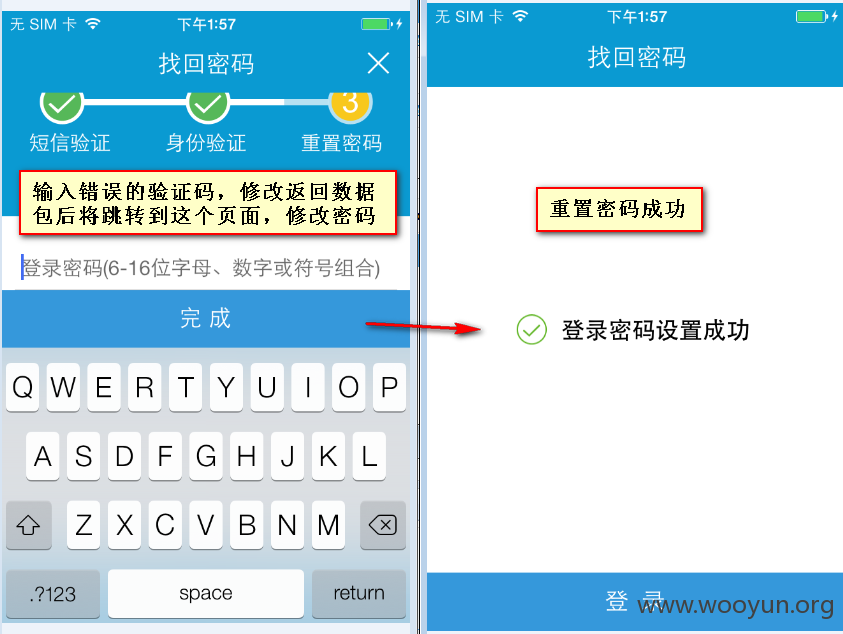 无 SIM 卡
下午1:57
找回密码
3
短信验证
身份验证
重置密码
输入错误的验证码，修改返回数据
包后将跳转到这个页面，修改密码
登录密码(6-16位字母、数字或符号组合)
完 成
Q W E R T Y U I O P
A S D F G H J K L
Z X C V B N M
.?123
space
return
无 SIM 卡
下午1:57
找回密码
重置密码成功
登录密码设置成功
登 录
www.wooyun.org